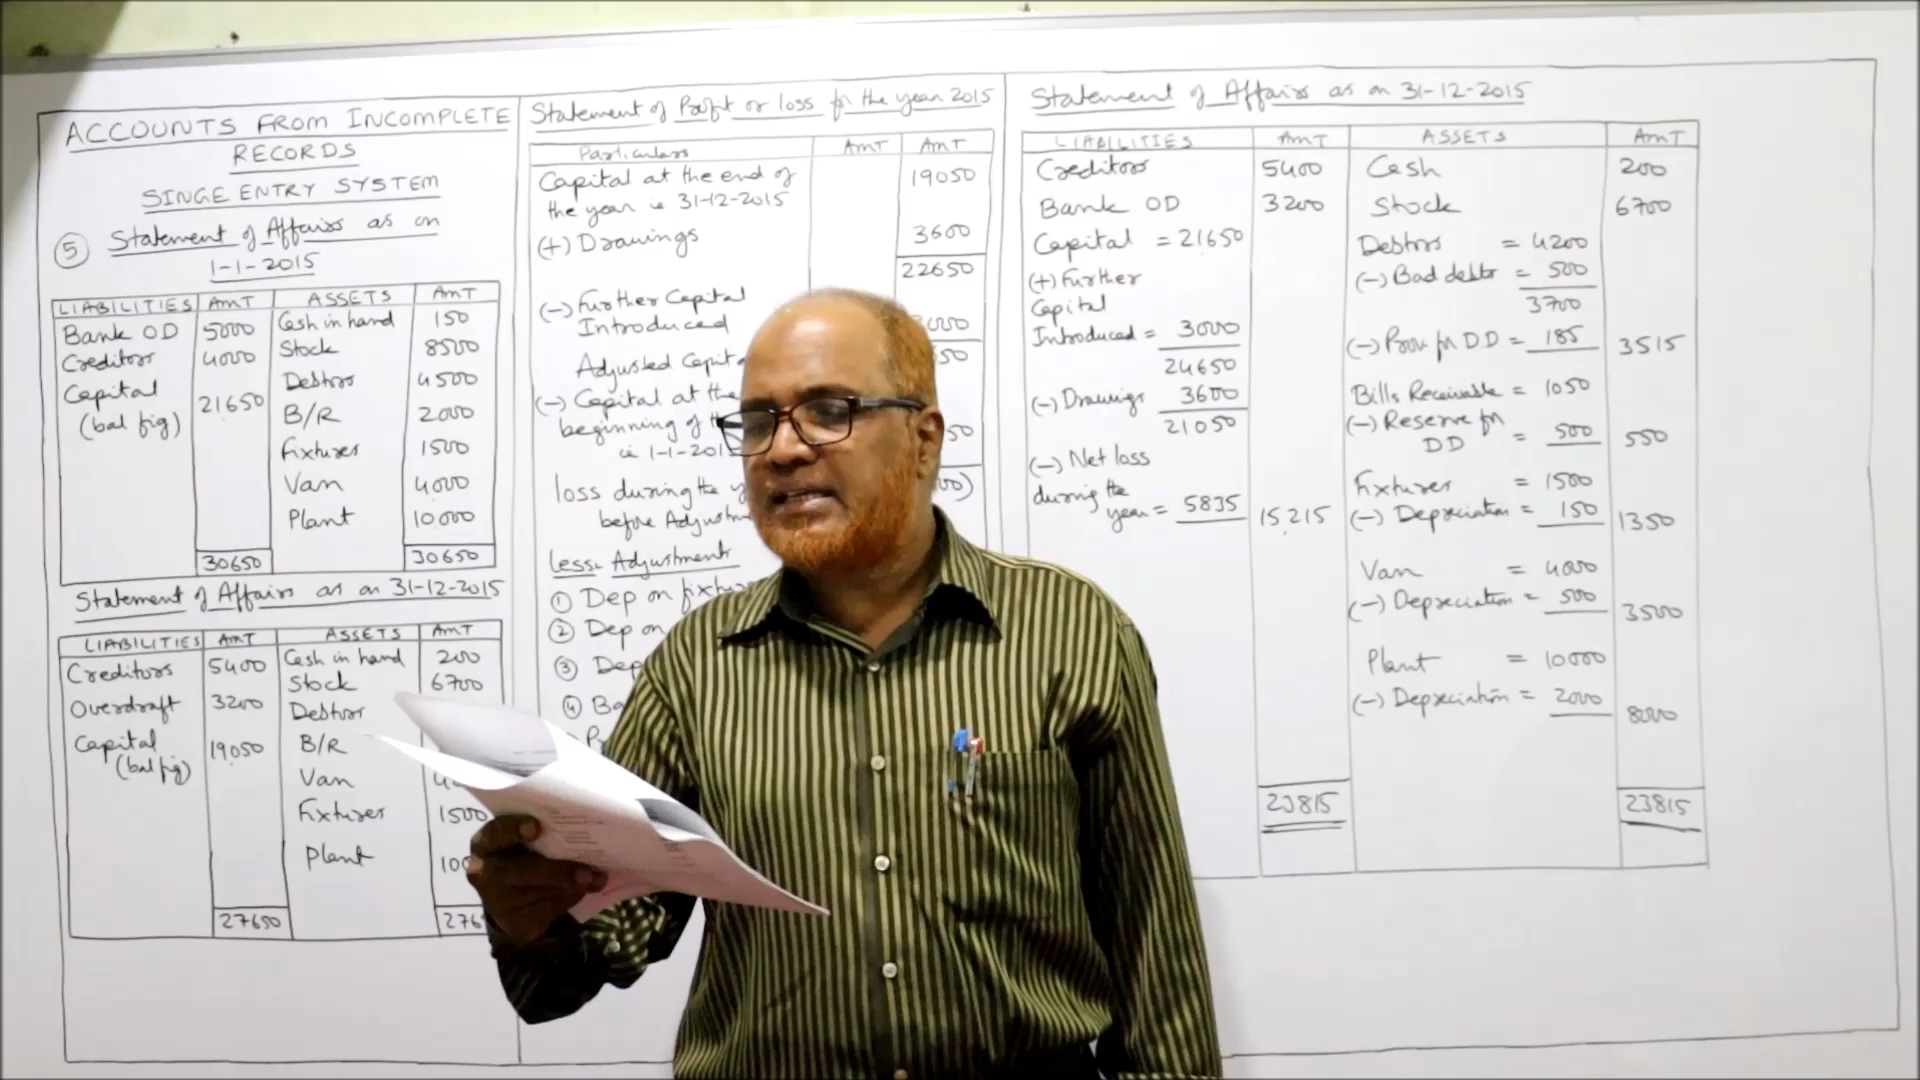 ACCOUNTS FROM INCOMPLETE
RECORDS
SINGE ENTRY SYSTEM
5 Statement of Affairs as on
1-1-2015
LIABILITIES AMT ASSETS AMT
Bank OD 5000 Cash in hand 150
Creditors 4000 Stock 8500
Capital 21650 Debtors 4500
(bal fig) B/R 2000
Fixtures 1500
Van 4000
Plant 10000
30650 30650
Statement of Affairs as on 31-12-2015
LIABILITIES AMT ASSETS AMT
Creditors 5400 Cash in hand 200
Stock 6700
Overdraft 3200 Debtors
Capital 19050 B/R
(bal fig) Van
Fixtures 1500
Plant
27650
Statement of Profit or loss for the year 2015
Particulars AMT AMT
Capital at the end of 19050
the year ie 31-12-2015
(+) Drawings 3600
22650
(-) Further Capital
Introduced
Adjusted
(-) Capital at the
beginning of
ie 1-1-
loss during the
before
less: Adjustments
1 Dep on
2 Dep on
3
4
Statement of Affairs as on 31-12-2015
LIABILITIES AMT ASSETS AMT
Creditors 5400 Cash 200
Bank OD 3200 Stock 6700
Capital = 21650 Debtors = 4200
(+) Further (-) Bad debts = 500
Capital 3700
Introduced = 3000 (-) Prov for D.D = 185 3515
24650 Bills Receivable = 1050
(-) Drawings 3600 (-) Reserve for
21050 DD = 500 550
(-) Net loss Fixtures = 1500
during the (-) Depreciation = 150 1350
year = 5835 15,215
Van = 4000
(-) Depreciation = 500 3500
Plant = 10000
(-) Depreciation = 2000 8000
23815 23815